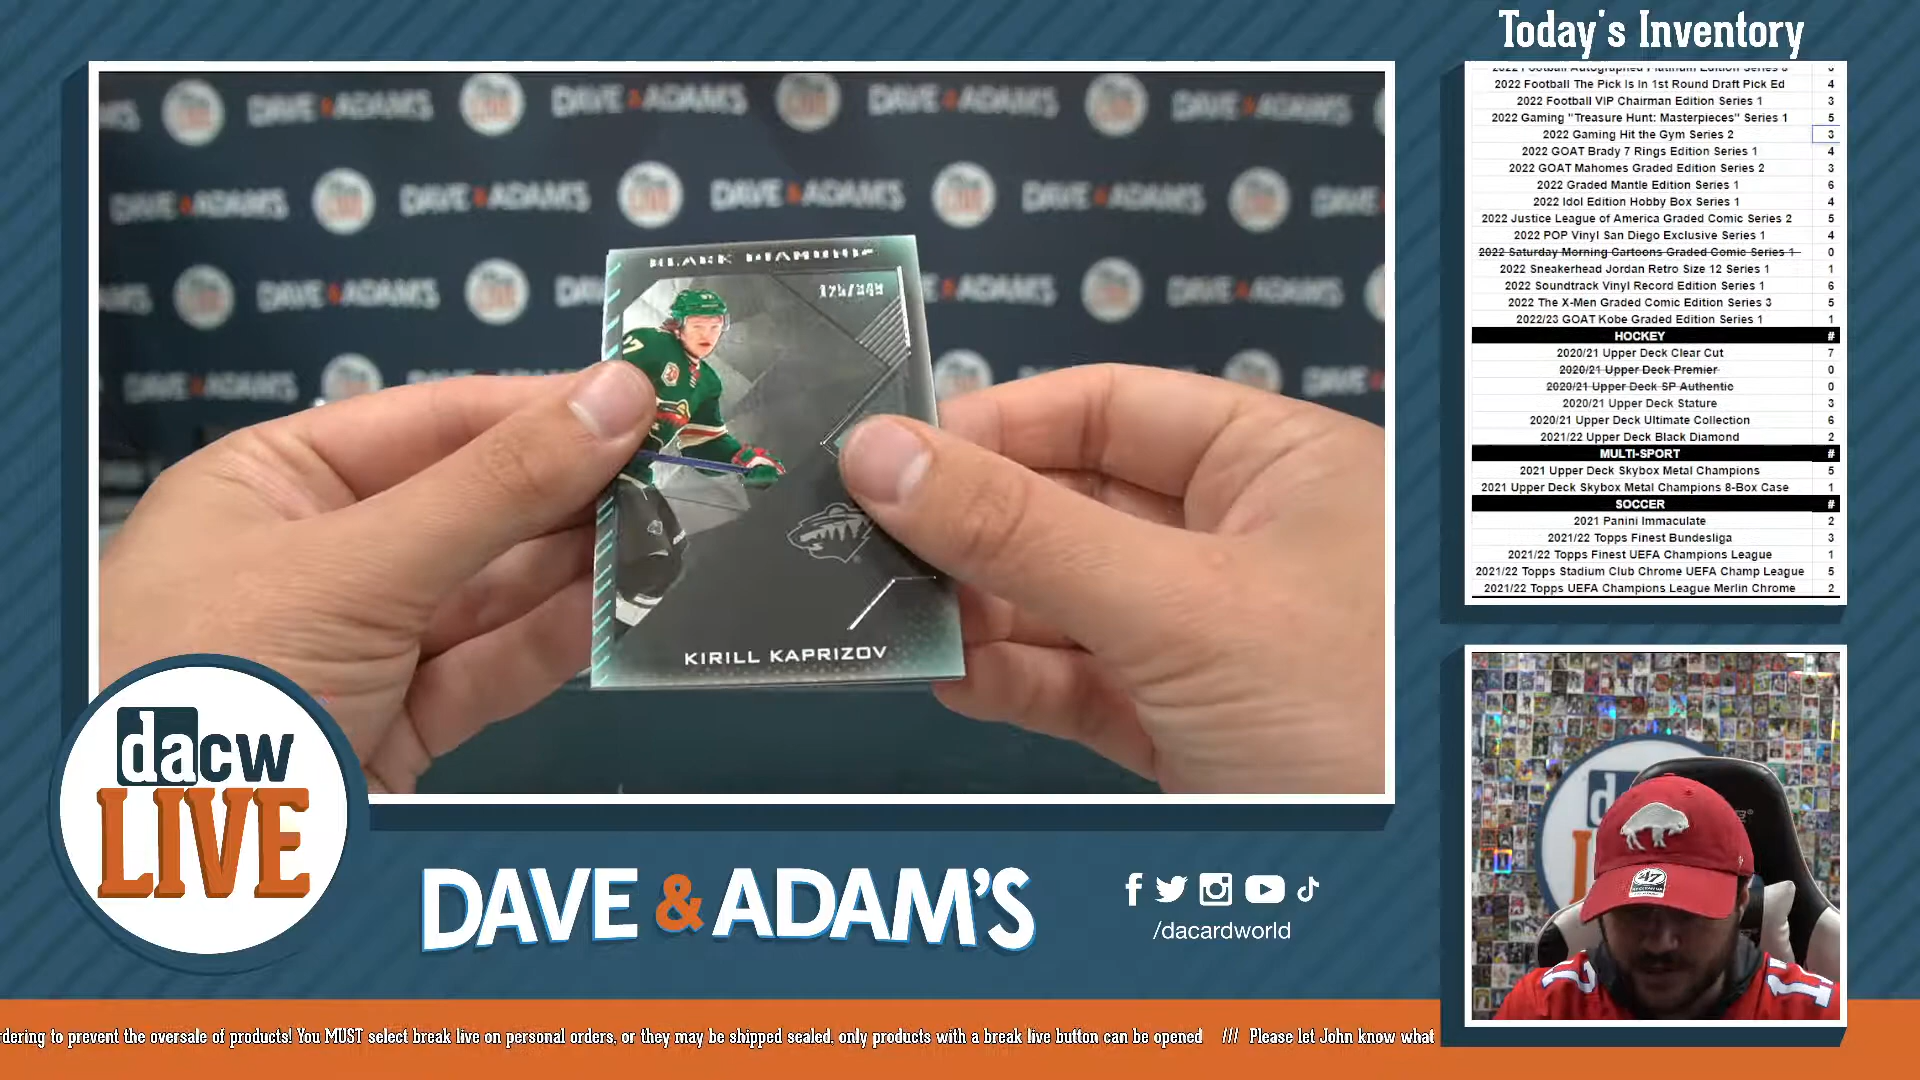 Today's Inventory
2022 Football Autographed Platinum Edition Series 3
2022 Football The Pick Is In 1st Round Draft Pick Ed 4
2022 Football VIP Chairman Edition Series 1 3
2022 Gaming "Treasure Hunt: Masterpieces" Series 1 5
2022 Gaming Hit the Gym Series 2 3
2022 GOAT Brady 7 Rings Edition Series 1 4
2022 GOAT Mahomes Graded Edition Series 2 3
2022 Graded Mantle Edition Series 1 6
2022 Idol Edition Hobby Box Series 1 4
2022 Justice League of America Graded Comic Series 2 5
2022 POP Vinyl San Diego Exclusive Series 1 4
2022 Saturday Morning Cartoons Graded Comic Series 1 0
2022 Sneakerhead Jordan Retro Size 12 Series 1 1
2022 Soundtrack Vinyl Record Edition Series 1 6
2022 The X-Men Graded Comic Edition Series 3 5
2022/23 GOAT Kobe Graded Edition Series 1 1
HOCKEY #
2020/21 Upper Deck Clear Cut 7
2020/21 Upper Deck Premier 0
2020/21 Upper Deck SP Authentic 0
2020/21 Upper Deck Stature 3
2020/21 Upper Deck Ultimate Collection 6
2021/22 Upper Deck Black Diamond 2
MULTI-SPORT #
2021 Upper Deck Skybox Metal Champions 5
2021 Upper Deck Skybox Metal Champions 8-Box Case 1
SOCCER #
2021 Panini Immaculate 2
2021/22 Topps Finest Bundesliga 3
2021/22 Topps Finest UEFA Champions League 1
2021/22 Topps Stadium Club Chrome UEFA Champ League 5
2021/22 Topps UEFA Champions League Merlin Chrome 2
DAVE & ADAM'S
BLACK DIAMOND
KIRILL KAPRIZOV
dacw
LIVE
DAVE & ADAM'S
/dacardworld
47
rdering to prevent the oversale of products! You MUST select break live on personal orders, or they may be shipped sealed, only products with a break live button can be opened /// Please let John know what